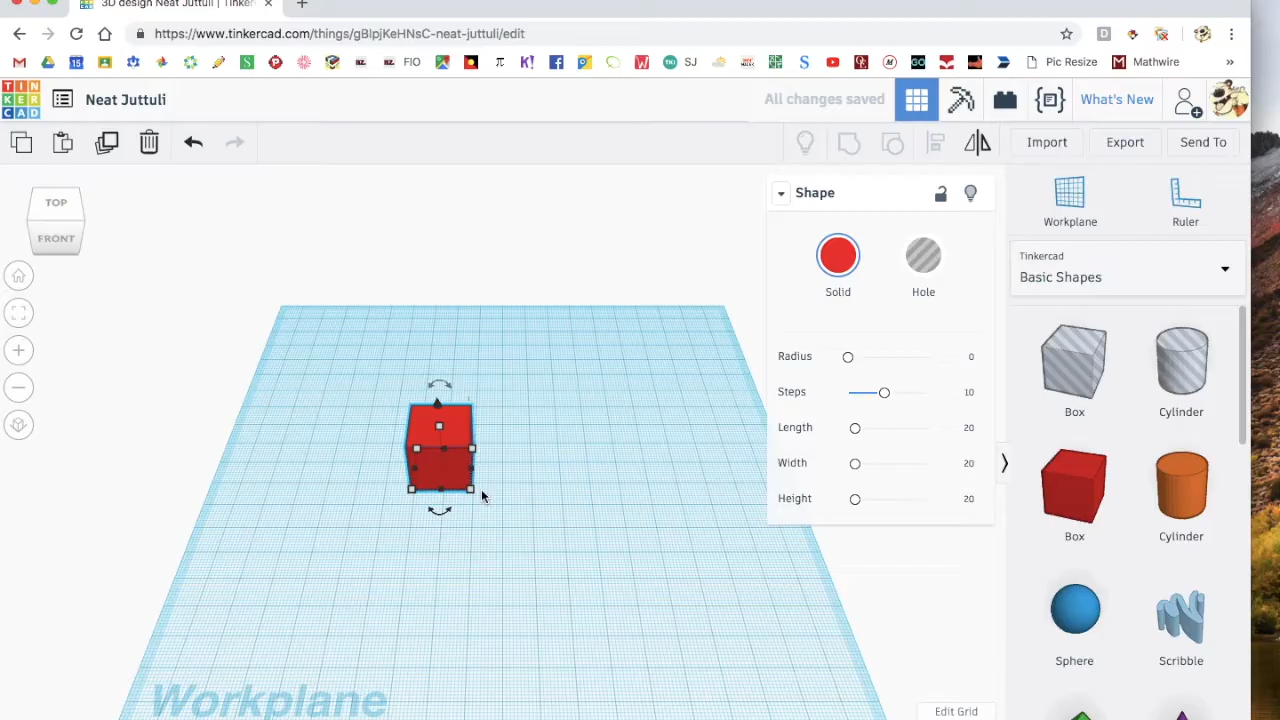 3D design Neat Juttuli | Tinker
https://www.tinkercad.com/things/gBlpjKeHNsC-neat-juttuli/edit
FIO
SJ
Pic Resize
Mathwire
TIN
KER
CAD
Neat Juttuli
All changes saved
What's New
Import
Export
Send To
TOP
FRONT
Shape
Solid
Hole
Radius 0
Steps 10
Length 20
Width 20
Height 20
Workplane
Ruler
Tinkercad
Basic Shapes
Box
Cylinder
Box
Cylinder
Sphere
Scribble
Workplane
Edit Grid